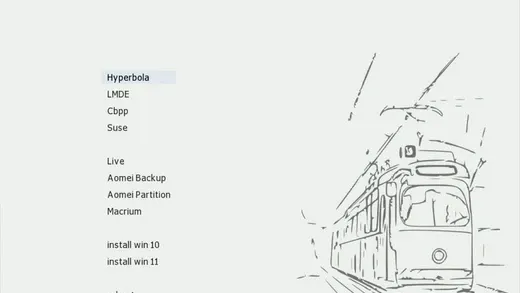 Hyperbola
LMDE
Cbpp
Suse
Live
Aomei Backup
Aomei Partition
Macrium
install win 10
install win 11